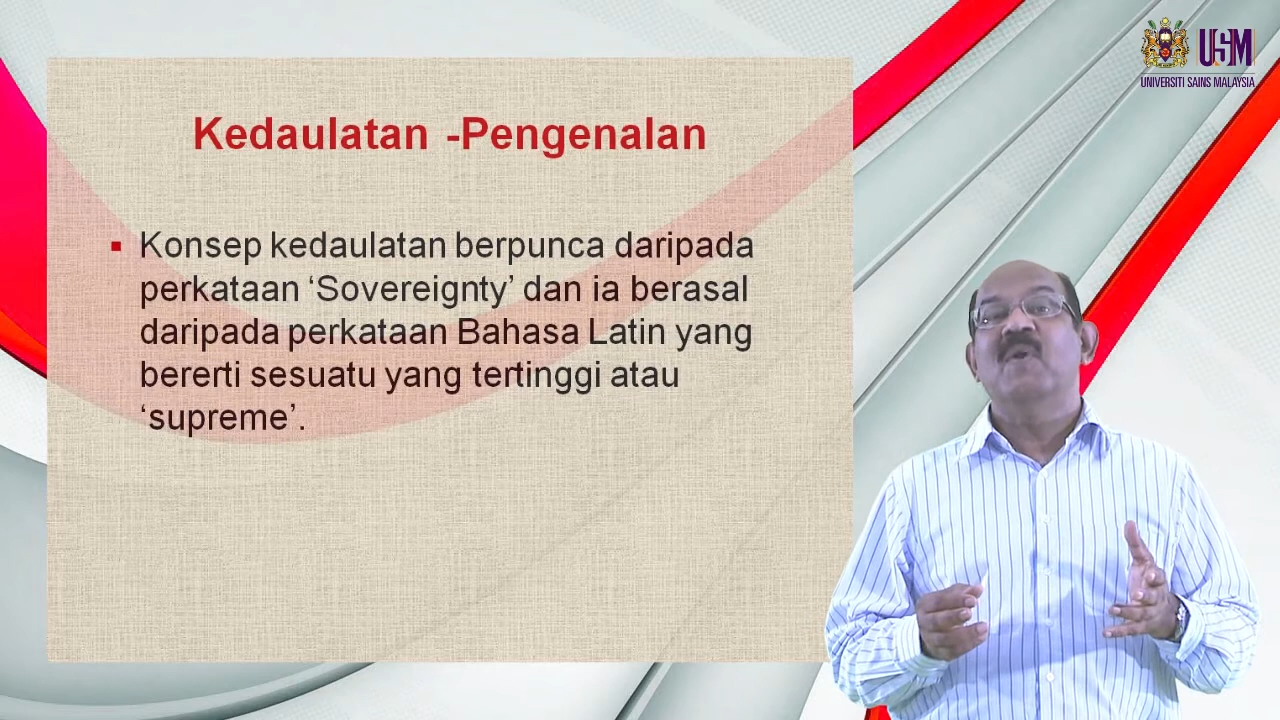 USM
UNIVERSITI SAINS MALAYSIA
Kedaulatan -Pengenalan
▪ Konsep kedaulatan berpunca daripada
perkataan ‘Sovereignty’ dan ia berasal
daripada perkataan Bahasa Latin yang
bererti sesuatu yang tertinggi atau
‘supreme’.